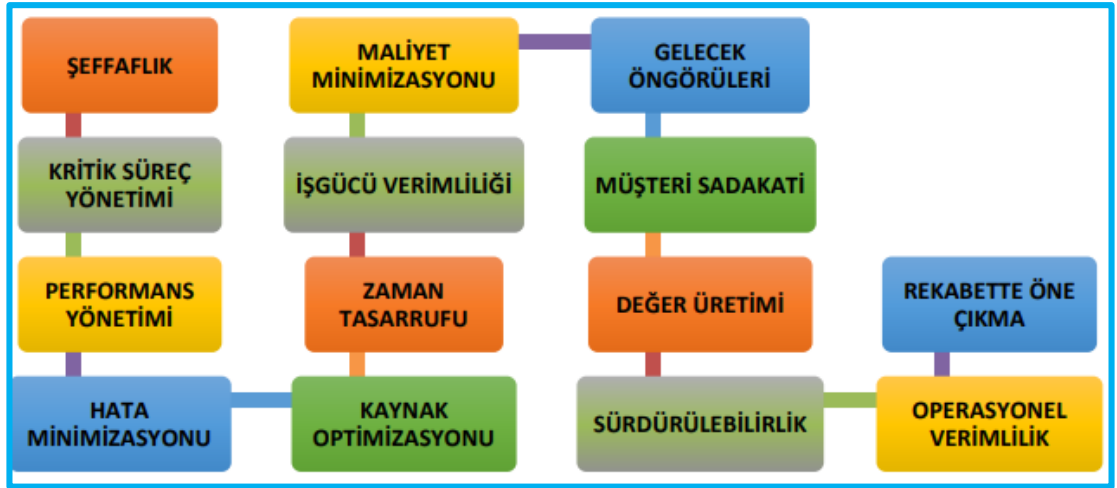 ŞEFFAFLIK
KRİTİK SÜREÇ
YÖNETİMİ
PERFORMANS
YÖNETİMİ
HATA
MİNİMİZASYONU
KAYNAK
OPTİMİZASYONU
ZAMAN
TASARRUFU
İŞGÜCÜ VERİMLİLİĞİ
MALİYET
MİNİMİZASYONU
GELECEK
ÖNGÖRÜLERİ
MÜŞTERİ SADAKATİ
DEĞER ÜRETİMİ
SÜRDÜRÜLEBİLİRLİK
OPERASYONEL
VERİMLİLİK
REKABETTE ÖNE
ÇIKMA